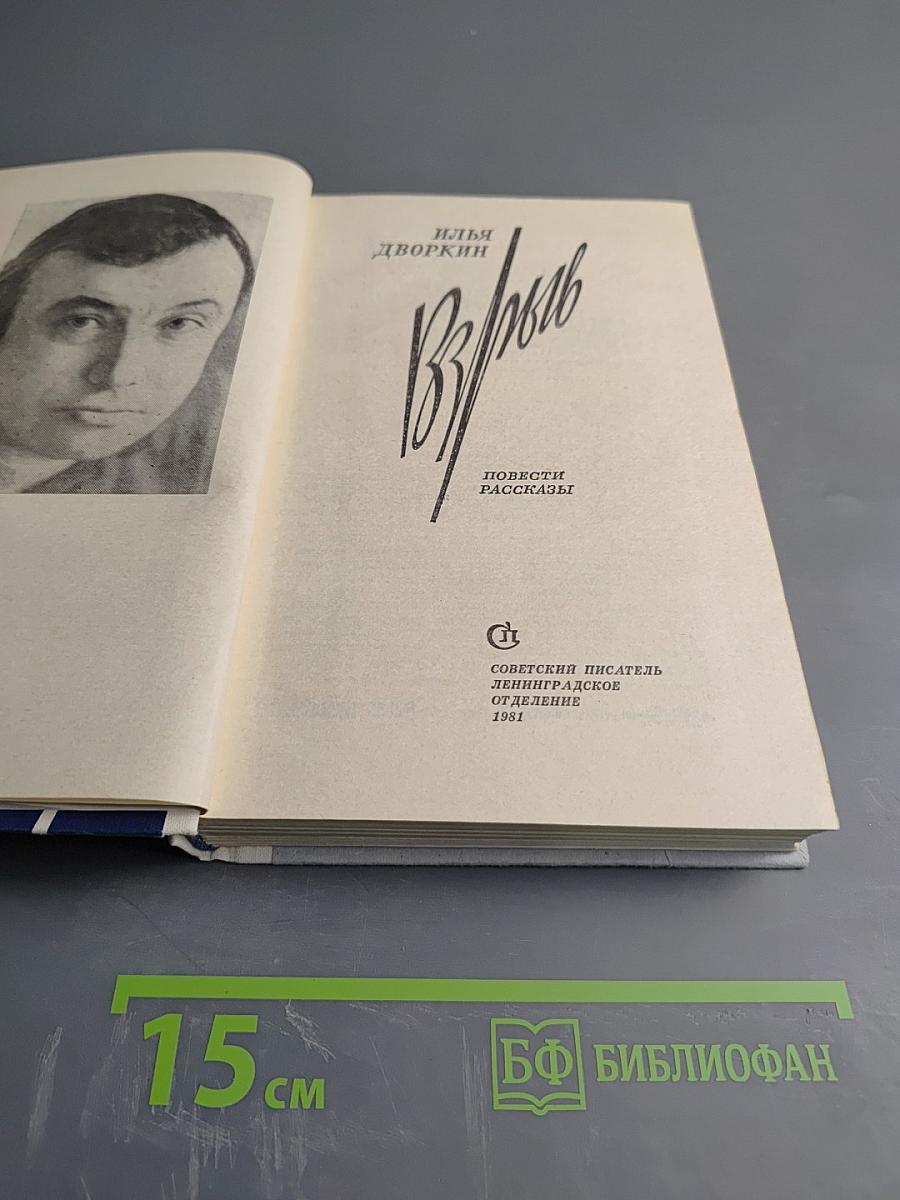 ИЛЬЯ
ДВОРКИН
Взрыв
ПОВЕСТИ
РАССКАЗЫ
СП
СОВЕТСКИЙ ПИСАТЕЛЬ
ЛЕНИНГРАДСКОЕ
ОТДЕЛЕНИЕ
1981
15 СМ
БФ БИБЛИОФАН